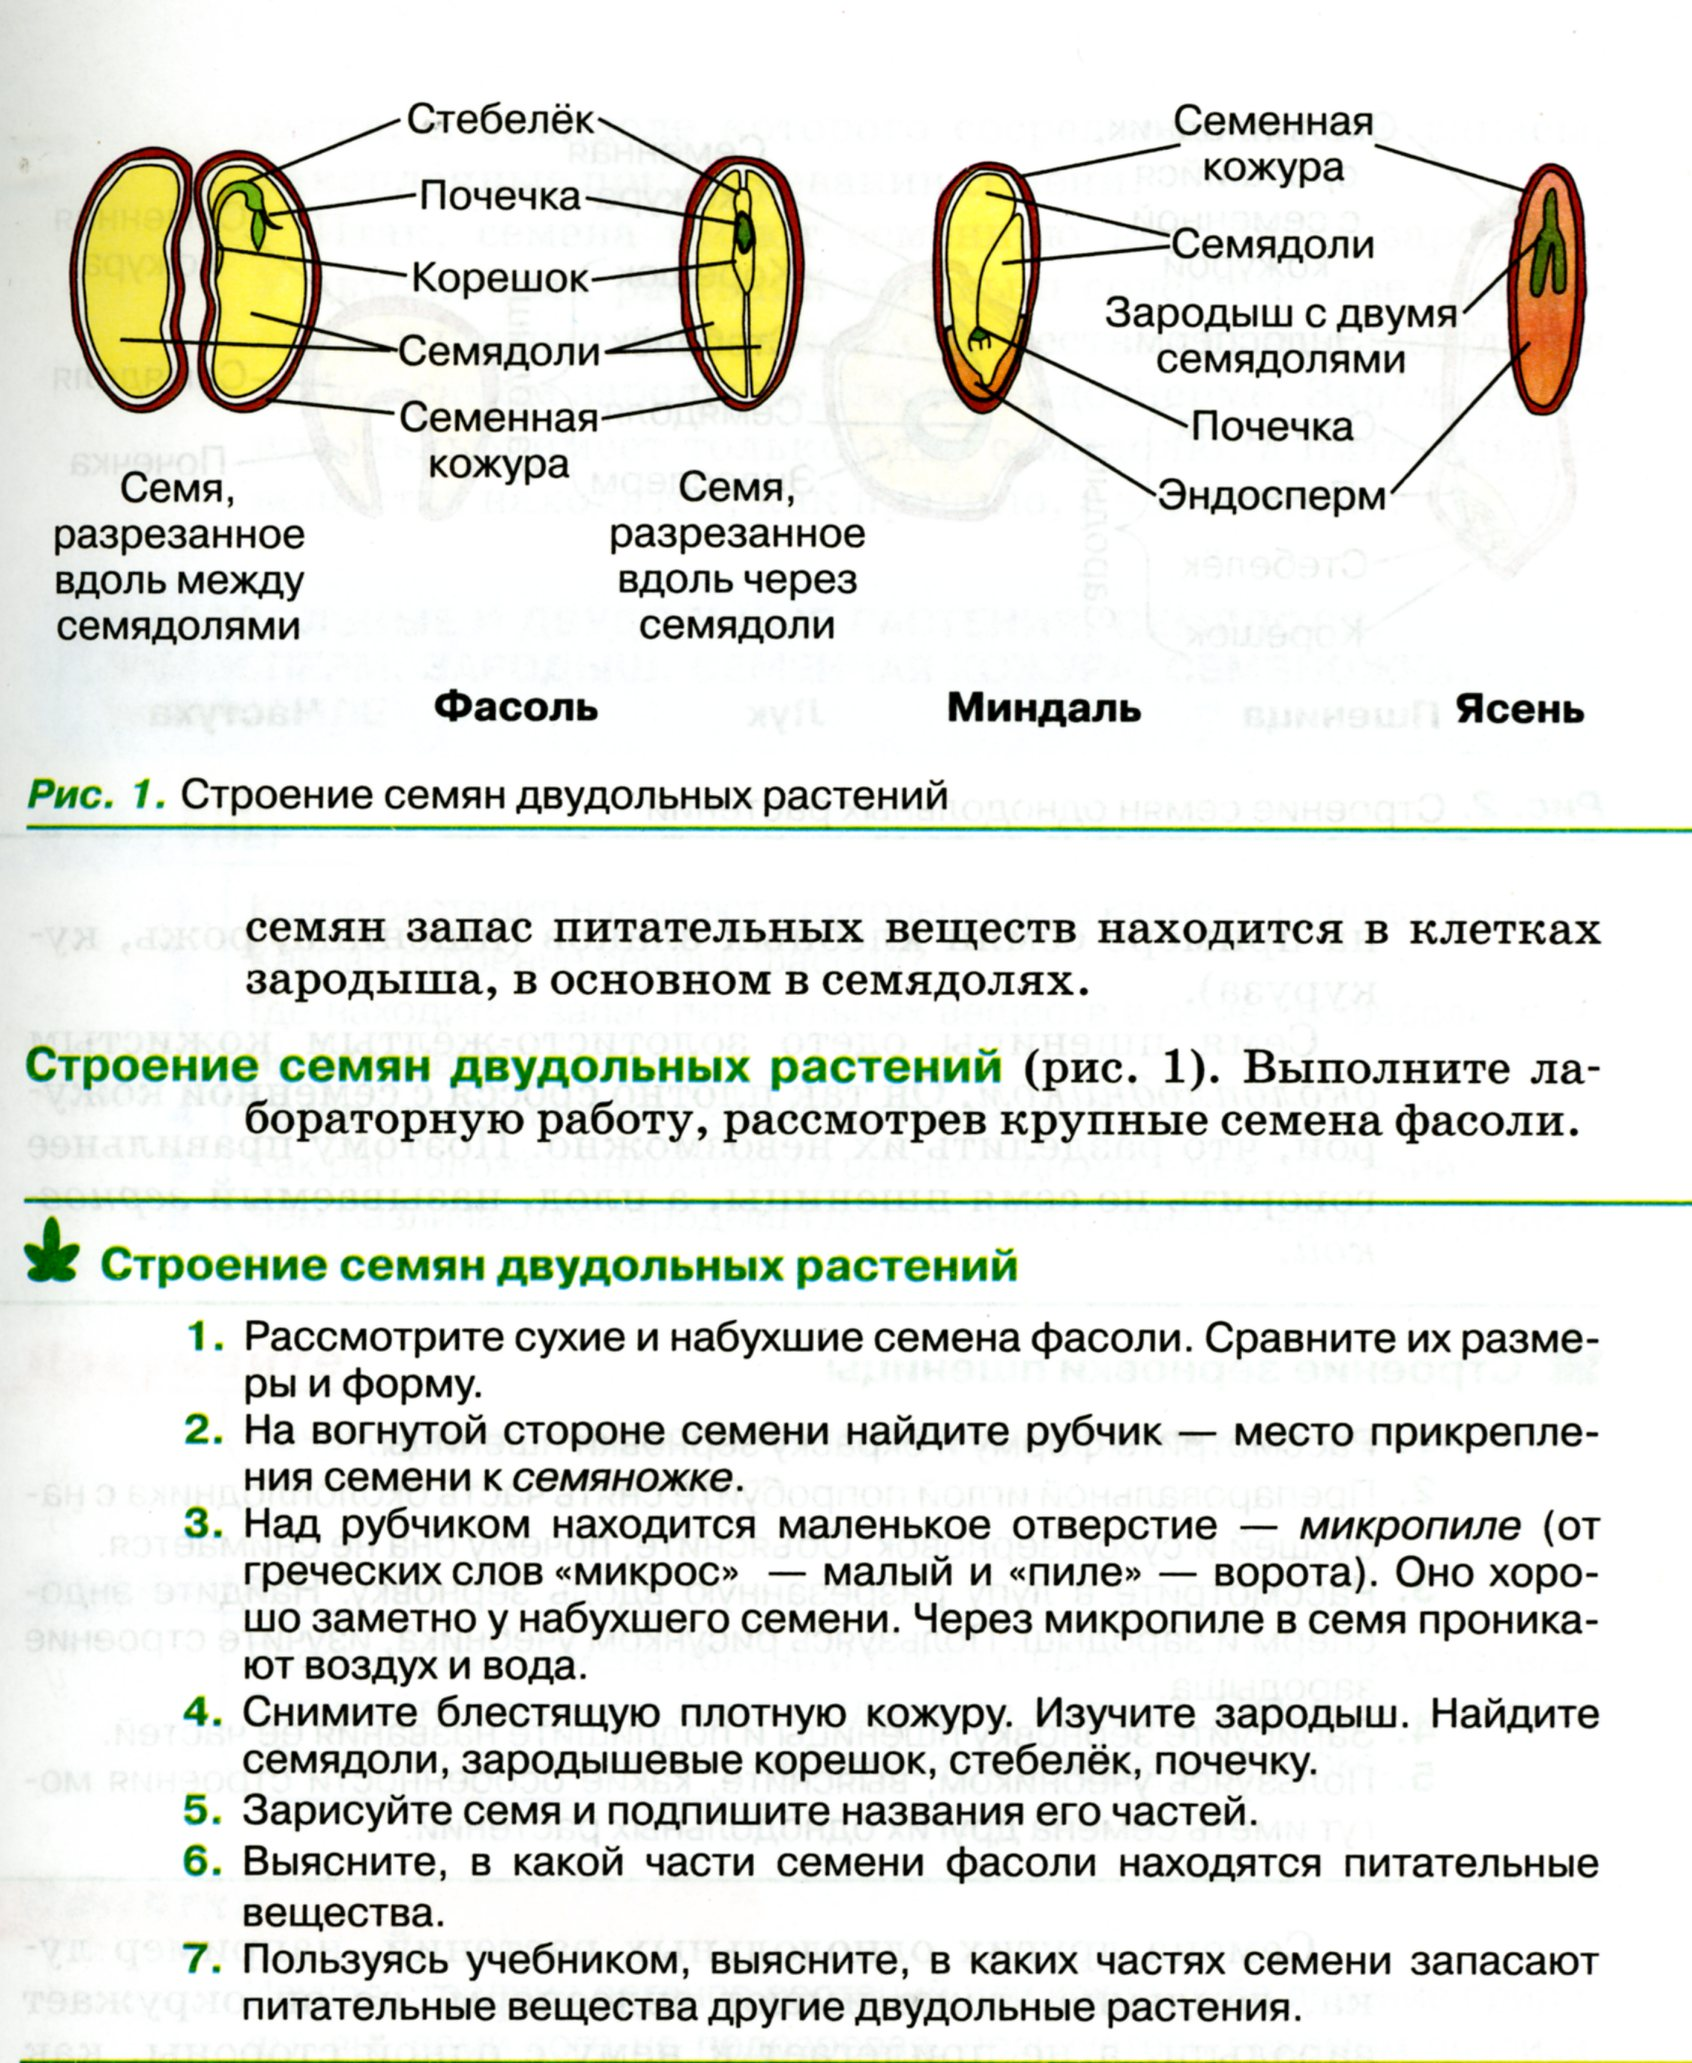 Стебелёк
Почечка
Корешок
Семядоли
Семенная
кожура
Семя,
разрезанное
вдоль между
семядолями
Семя,
разрезанное
вдоль через
семядоли
Семенная
кожура
Семядоли
Зародыш с двумя
семядолями
Почечка
Эндосперм
Фасоль
Миндаль
Ясень
Рис. 1. Строение семян двудольных растений
семян запас питательных веществ находится в клетках
зародыша, в основном в семядолях.
Строение семян двудольных растений (рис. 1). Выполните ла-
бораторную работу, рассмотрев крупные семена фасоли.
Строение семян двудольных растений
1. Рассмотрите сухие и набухшие семена фасоли. Сравните их разме-
ры и форму.
2. На вогнутой стороне семени найдите рубчик — место прикрепле-
ния семени к семяножке.
3. Над рубчиком находится маленькое отверстие — микропиле (от
греческих слов «микрос» — малый и «пиле» — ворота). Оно хоро-
шо заметно у набухшего семени. Через микропиле в семя проника-
ют воздух и вода.
4. Снимите блестящую плотную кожуру. Изучите зародыш. Найдите
семядоли, зародышевые корешок, стебелёк, почечку.
5. Зарисуйте семя и подпишите названия его частей.
6. Выясните, в какой части семени фасоли находятся питательные
вещества.
7. Пользуясь учебником, выясните, в каких частях семени запасают
питательные вещества другие двудольные растения.